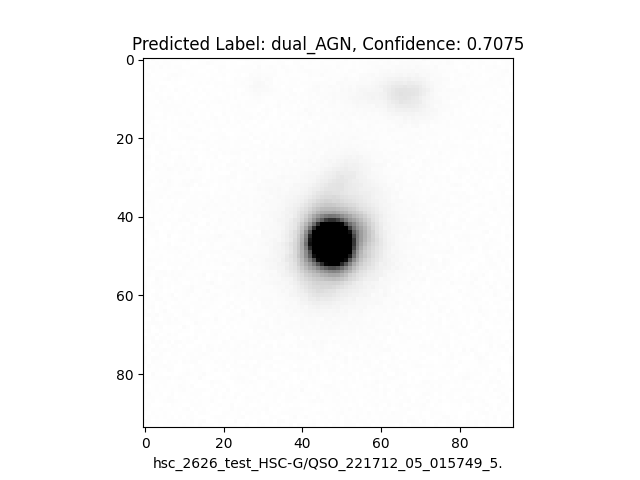 Predicted Label: dual_AGN, Confidence: 0.7075
0
20
40
60
80
0 20 40 60 80
hsc_2626_test_HSC-G/QSO_221712_05_015749_5.